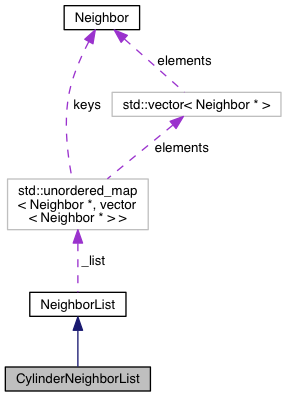 Neighbor
elements
keys
std::vector< Neighbor * >
elements
std::unordered_map
< Neighbor *, vector
< Neighbor * > >
_list
NeighborList
CylinderNeighborList